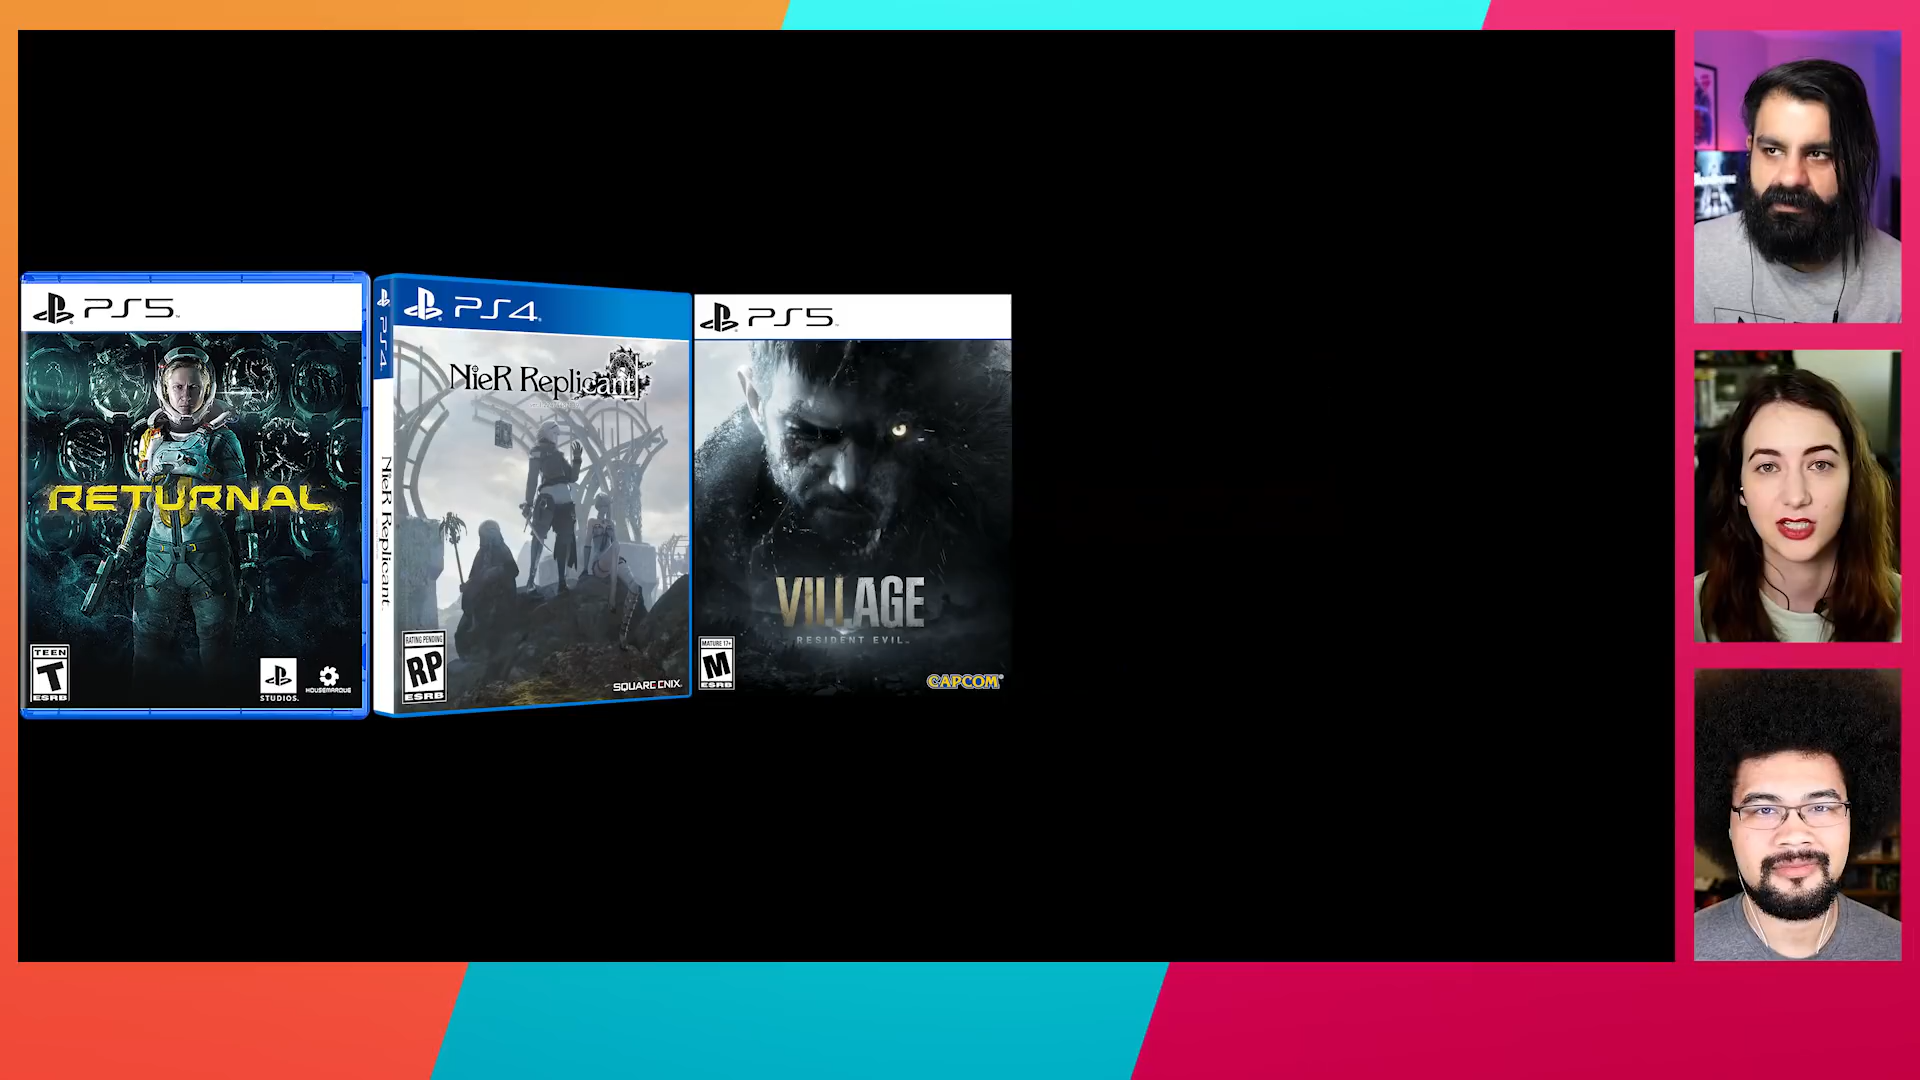 PS5
RETURNAL
TEEN
T
ESRB
STUDIOS.
HOUSEMARQUE
PS4
PS4.
NieR Replicant
NieR Replicant
RATING PENDING
RP
ESRB
SQUARE ENIX.
PS5
VILLAGE
RESIDENT EVIL
MATURE 17+
M
ESRB
CAPCOM